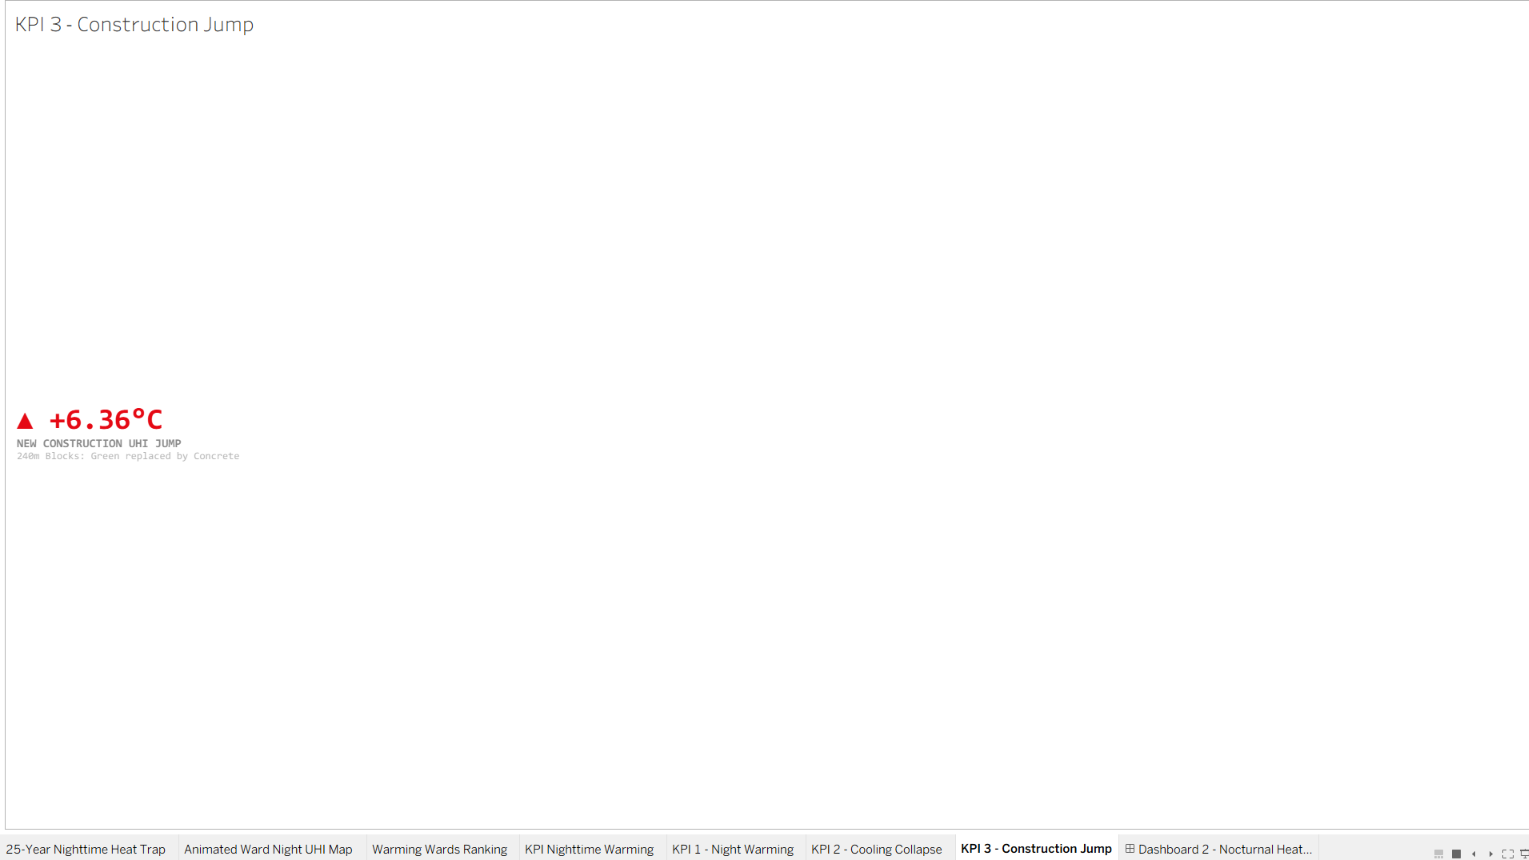 KPI 3 - Construction Jump
▲ +6.36°C
NEW CONSTRUCTION UHI JUMP
240m Blocks: Green replaced by Concrete
25-Year Nighttime Heat Trap Animated Ward Night UHI Map Warming Wards Ranking KPI Nighttime Warming KPI 1 - Night Warming KPI 2 - Cooling Collapse KPI 3 - Construction Jump Dashboard 2 - Nocturnal Heat...